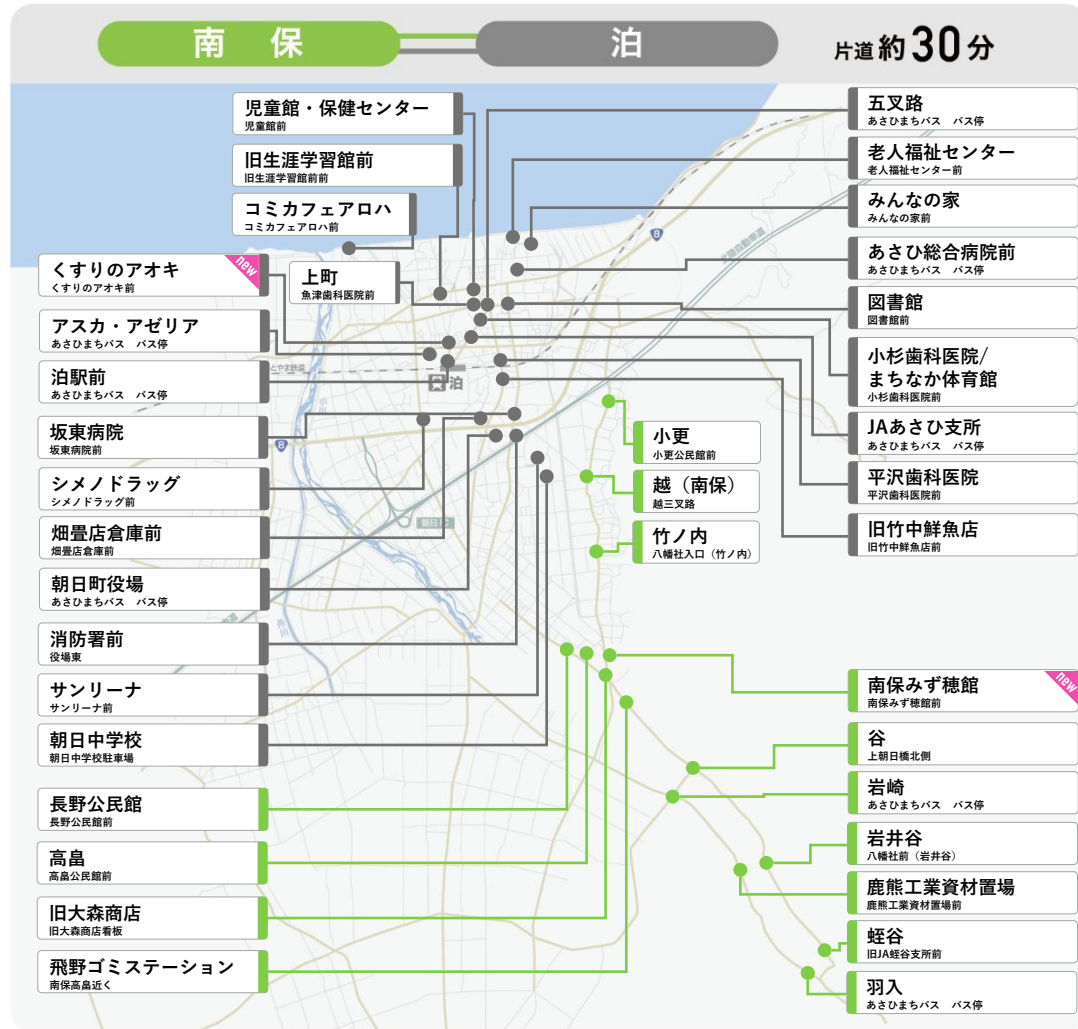 南保
泊
片道約30分
児童館・保健センター
児童館前
旧生涯学習館前
旧生涯学習館前前
コミカフェアロハ
コミカフェアロハ前
くすりのアオキ
くすりのアオキ前
new
上町
魚津歯科医院前
アスカ・アゼリア
あさひまちバス　バス停
泊駅前
あさひまちバス　バス停
坂東病院
坂東病院前
シメノドラッグ
シメノドラッグ前
畑畳店倉庫前
畑畳店倉庫前
朝日町役場
あさひまちバス　バス停
消防署前
役場東
サンリーナ
サンリーナ前
朝日中学校
朝日中学校駐車場
長野公民館
長野公民館前
高畠
高畠公民館前
旧大森商店
旧大森商店看板
飛野ゴミステーション
南保高畠近く
五叉路
あさひまちバス　バス停
老人福祉センター
老人福祉センター前
みんなの家
みんなの家前
あさひ総合病院前
あさひまちバス　バス停
図書館
図書館前
小杉歯科医院/
まちなか体育館
小杉歯科医院前
JAあさひ支所
あさひまちバス　バス停
平沢歯科医院
平沢歯科医院前
旧竹中鮮魚店
旧竹中鮮魚店前
小更
小更公民館前
越（南保）
越三叉路
竹ノ内
八幡社入口（竹ノ内）
南保みず穂館
南保みず穂館前
new
谷
上朝日橋北側
岩崎
あさひまちバス　バス停
岩井谷
八幡社前（岩井谷）
鹿熊工業資材置場
鹿熊工業資材置場前
蛭谷
旧JA蛭谷支所前
羽入
あさひまちバス　バス停
泊
8
8
北陸自動車道
小川
舟川
朝日IC